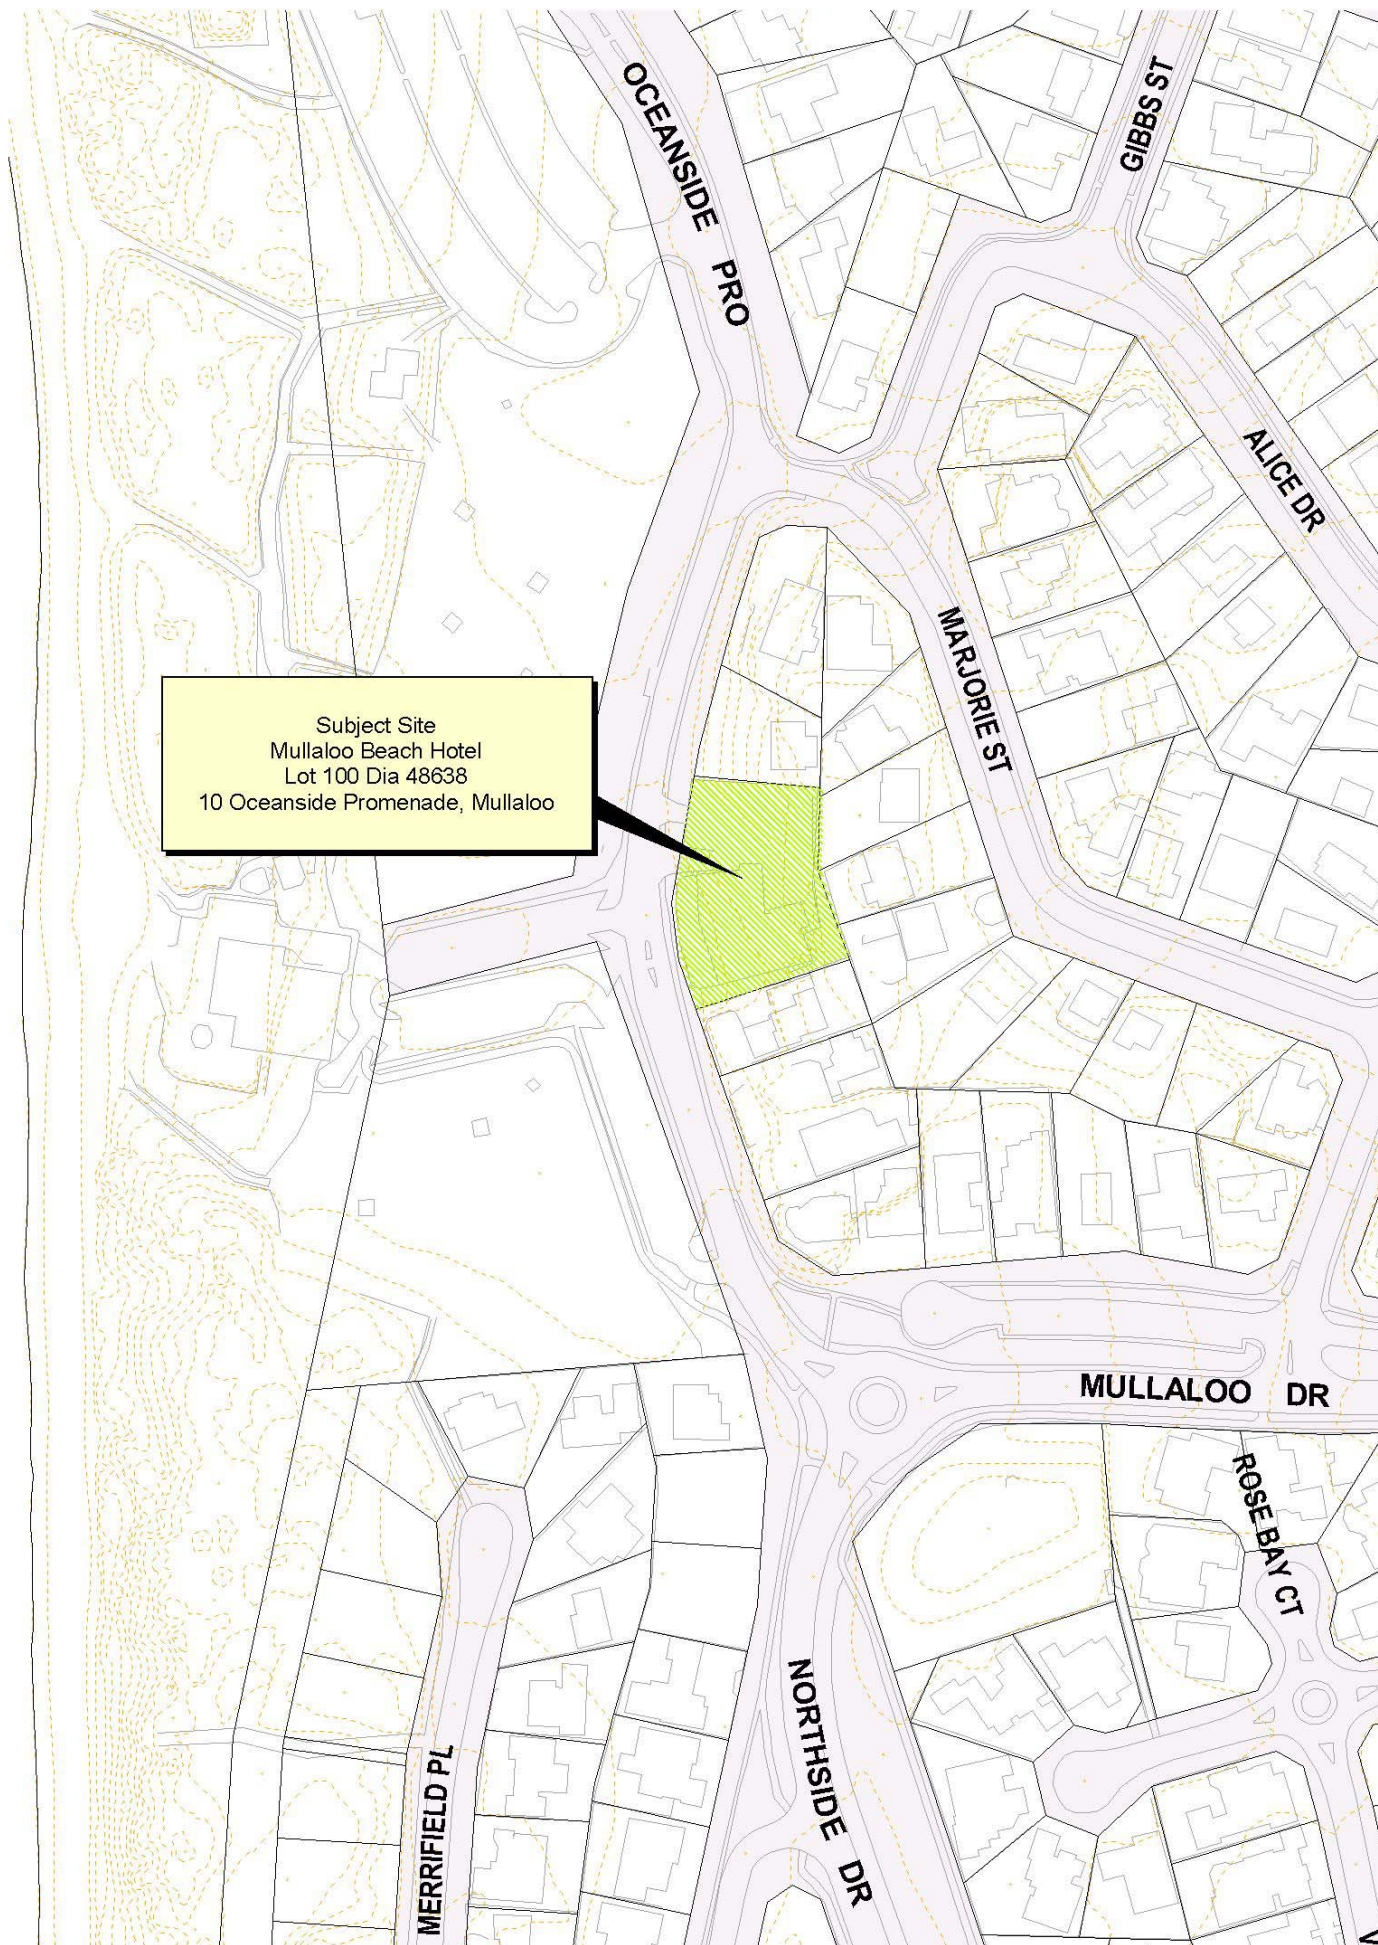 OCEANSIDE PRO
GIBBS ST
ALICE DR
MARJORIE ST
Subject Site
Mullaloo Beach Hotel
Lot 100 Dia 48638
10 Oceanside Promenade, Mullaloo
MULLALOO DR
ROSE BAY CT
NORTHSIDE DR
MERRIFIELD PL